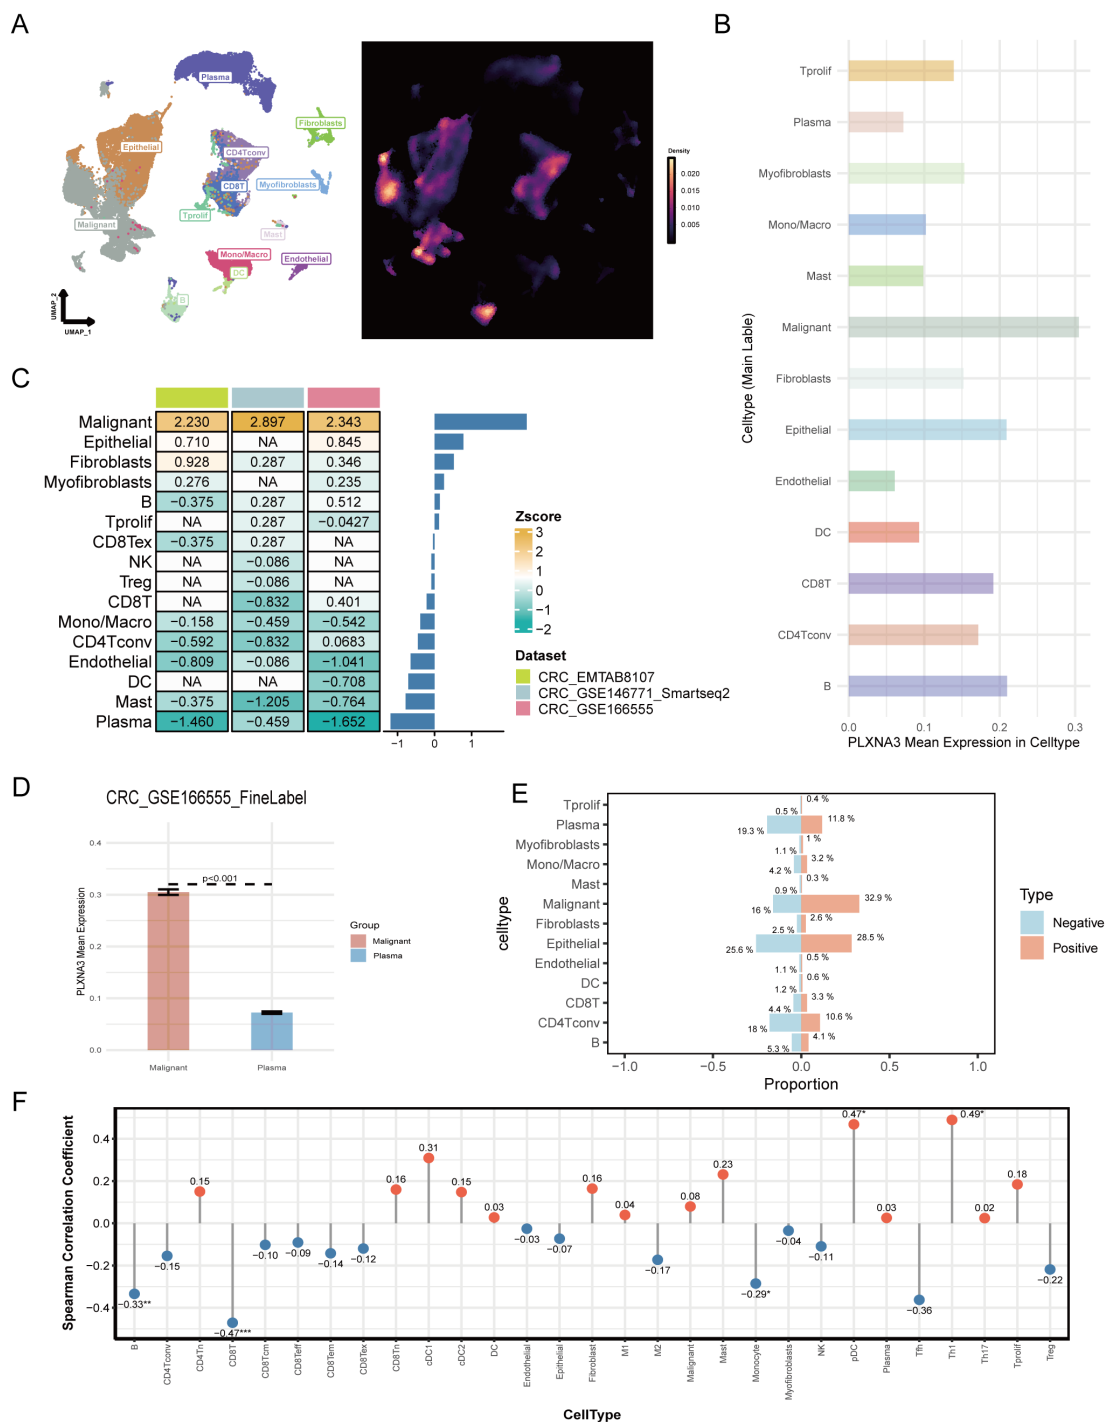 A
Plasma
Fibroblasts
Epithelial
CD4Tconv
CD8T
Myofibroblasts
Tprolif
Malignant
Mast
Mono/Macro
DC
Endothelial
B
UMAP_2
UMAP_1
Density
0.020
0.015
0.010
0.005
B
Celltype (Main Lable)
Tprolif
Plasma
Myofibroblasts
Mono/Macro
Mast
Malignant
Fibroblasts
Epithelial
Endothelial
DC
CD8T
CD4Tconv
B
0.0 0.1 0.2 0.3
PLXNA3 Mean Expression in Celltype
C
Malignant 2.230 2.897 2.343
Epithelial 0.710 NA 0.845
Fibroblasts 0.928 0.287 0.346
Myofibroblasts 0.276 NA 0.235
B −0.375 0.287 0.512
Tprolif NA 0.287 −0.0427
CD8Tex −0.375 0.287 NA
NK NA −0.086 NA
Treg NA −0.086 NA
CD8T NA −0.832 0.401
Mono/Macro −0.158 −0.459 −0.542
CD4Tconv −0.592 −0.832 0.0683
Endothelial −0.809 −0.086 −1.041
DC NA NA −0.708
Mast −0.375 −1.205 −0.764
Plasma −1.460 −0.459 −1.652
−1 0 1
Zscore
3
2
1
0
−1
−2
Dataset
CRC_EMTAB8107
CRC_GSE146771_Smartseq2
CRC_GSE166555
D
CRC_GSE166555_FineLabel
PLXNA3 Mean Expression
0.4
0.3
0.2
0.1
0.0
p<0.001
Malignant Plasma
Group
Malignant
Plasma
E
celltype
Tprolif 0.5 % 0.4 %
Plasma 19.3 % 11.8 %
Myofibroblasts 1.1 % 1 %
Mono/Macro 4.2 % 3.2 %
Mast 0.9 % 0.3 %
Malignant 16 % 32.9 %
Fibroblasts 2.5 % 2.6 %
Epithelial 25.6 % 28.5 %
Endothelial 1.1 % 0.5 %
DC 1.2 % 0.6 %
CD8T 4.4 % 3.3 %
CD4Tconv 18 % 10.6 %
B 5.3 % 4.1 %
−1.0 −0.5 0.0 0.5 1.0
Proportion
Type
Negative
Positive
F
Spearman Correlation Coefficient
0.4
0.2
0.0
−0.2
−0.4
−0.33**
−0.15
0.15
−0.47***
−0.10
−0.09
−0.14
−0.12
0.16
0.31
0.15
0.03
−0.03
−0.07
0.16
0.04
−0.17
0.08
0.23
−0.29*
−0.04
−0.11
0.47*
0.03
−0.36
0.49*
0.02
0.18
−0.22
B
CD4Tconv
CD4Tn
CD8T
CD8Tcm
CD8Teff
CD8Tem
CD8Tex
CD8Tn
cDC1
cDC2
DC
Endothelial
Epithelial
Fibroblast
M1
M2
Malignant
Mast
Monocyte
Myofibroblasts
NK
pDC
Plasma
Tfh
Th1
Th17
Tprolif
Treg
CellType